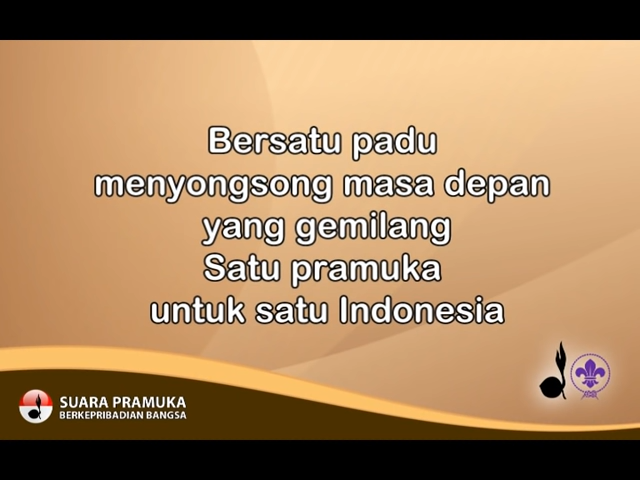 Bersatu padu
menyongsong masa depan
yang gemilang
Satu pramuka
untuk satu Indonesia
SUARA PRAMUKA
BERKEPRIBADIAN BANGSA